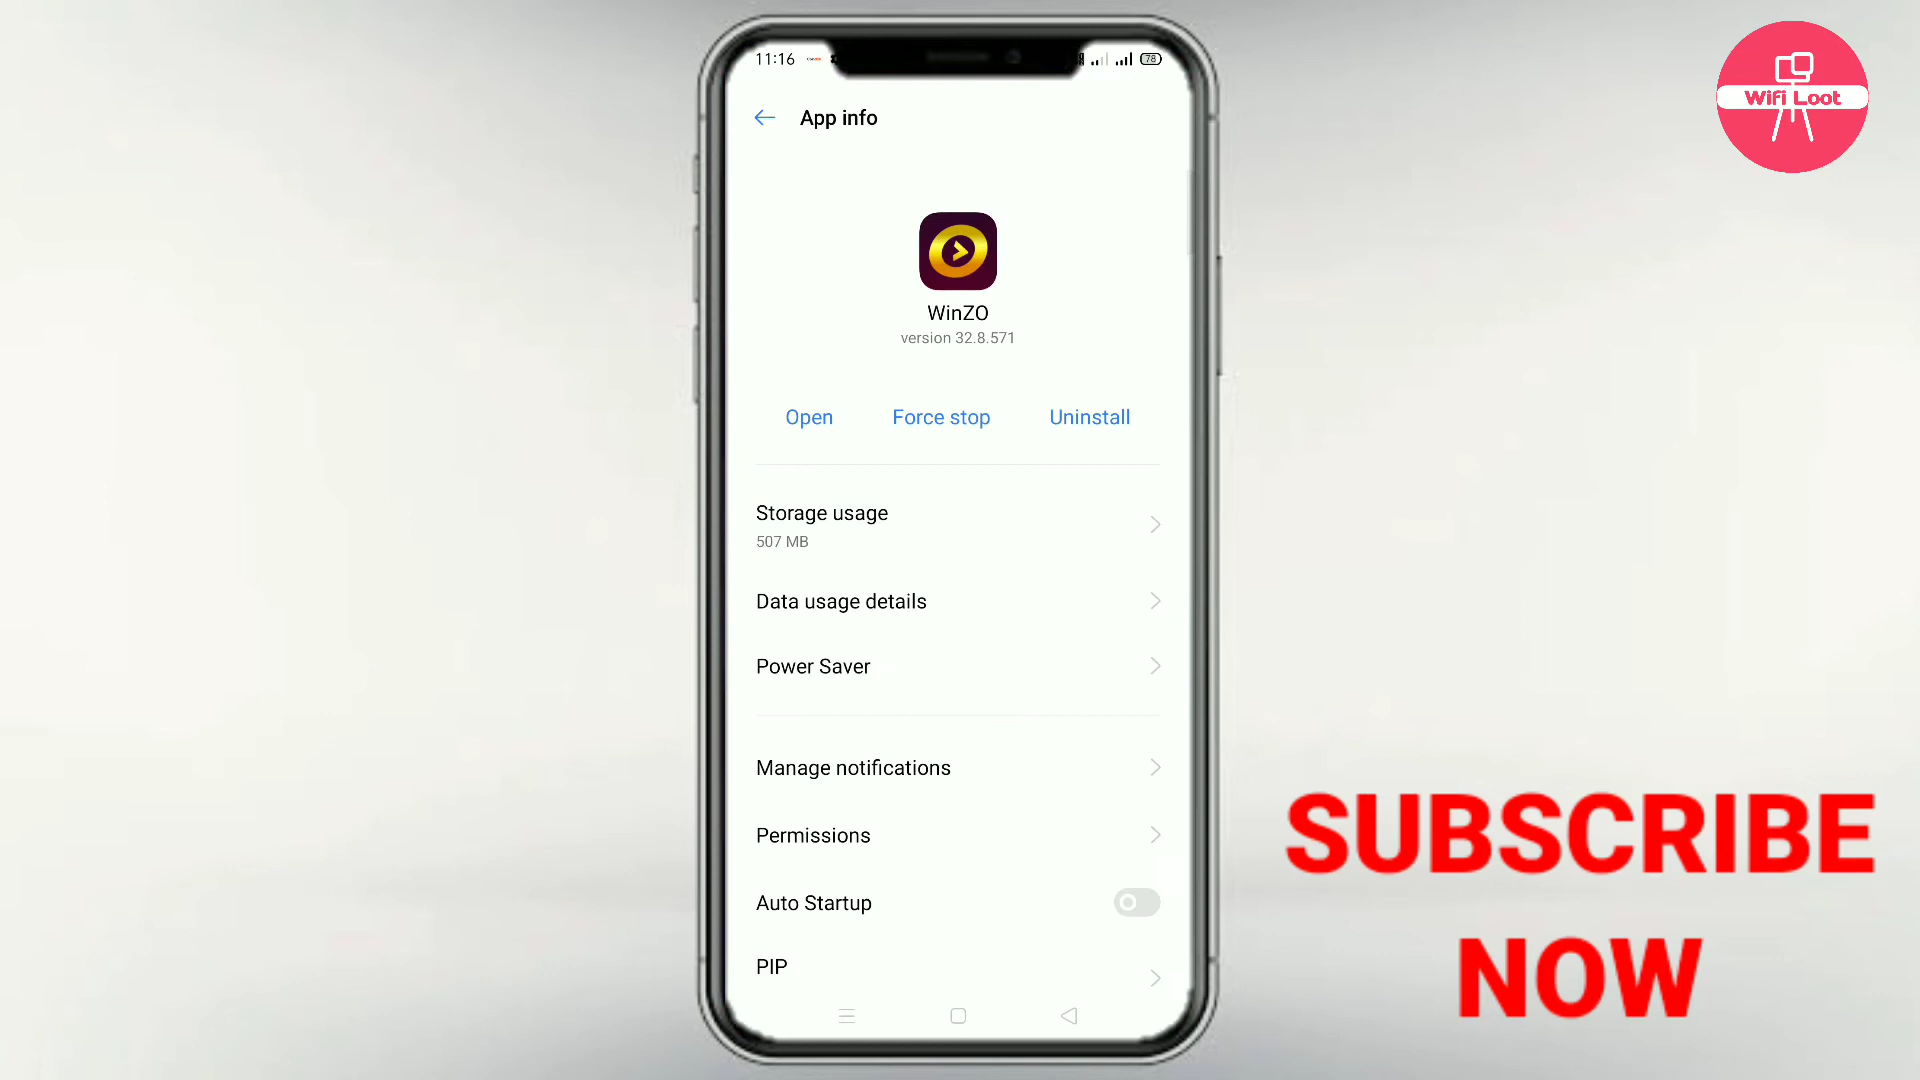 11:16
78
Wifi Loot
App info
WinZO
version 32.8.571
Open Force stop Uninstall
Storage usage
507 MB
Data usage details
Power Saver
Manage notifications
Permissions
Auto Startup
PIP
SUBSCRIBE
NOW